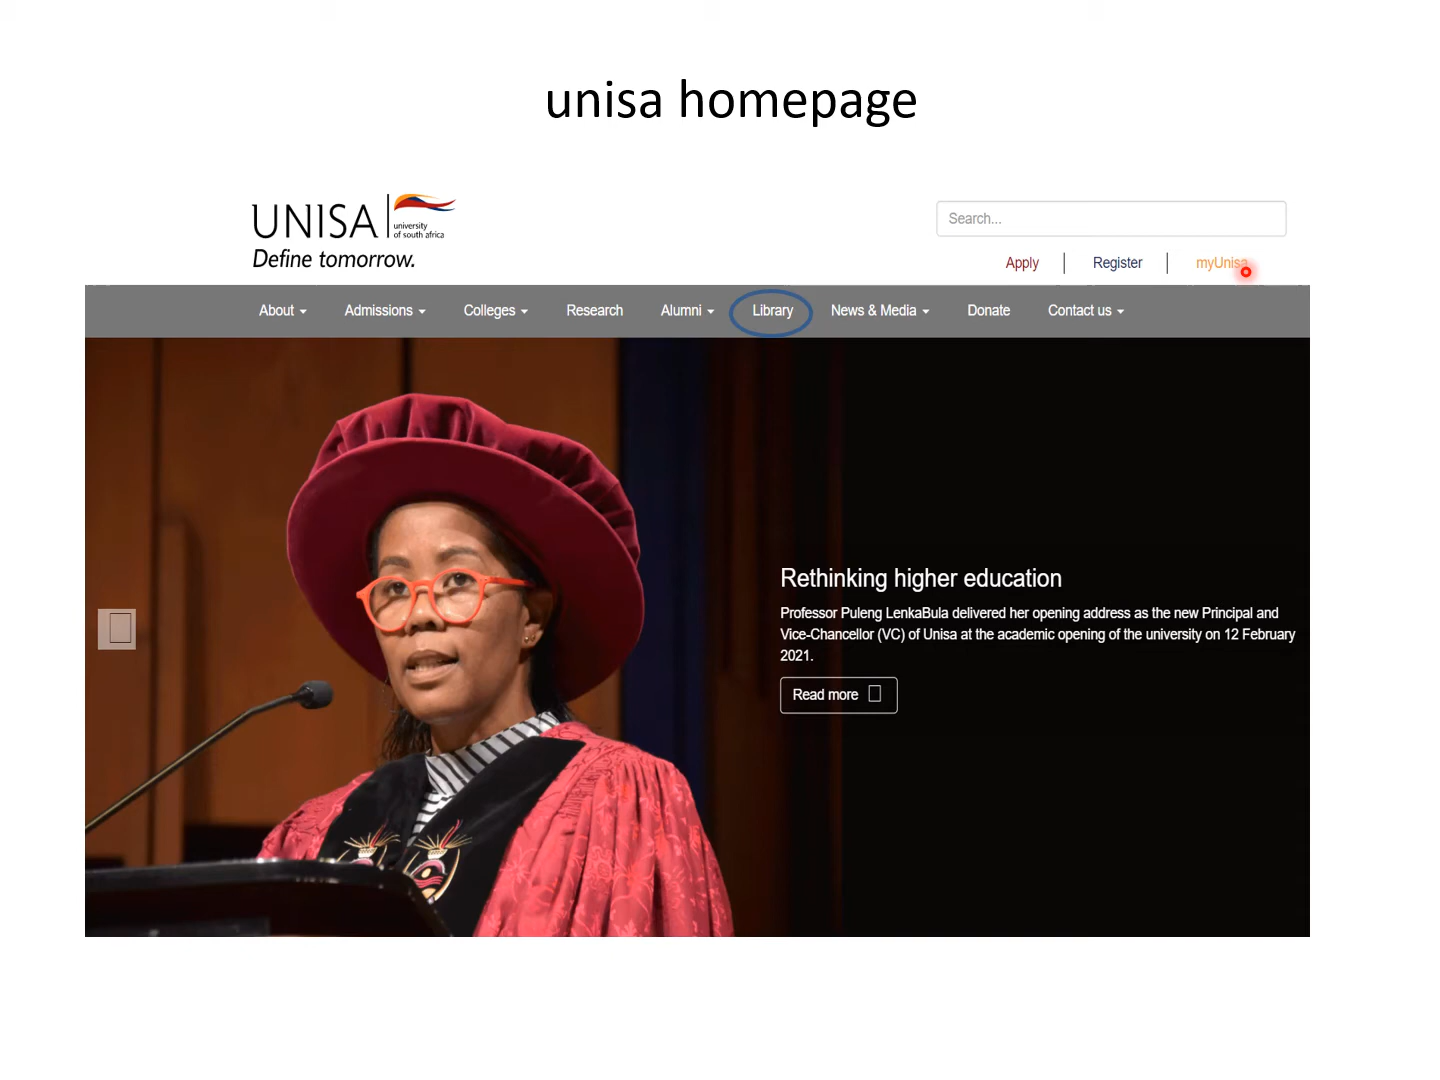 unisa homepage
UNISA
university
of south africa
Define tomorrow.
Search...
Apply
Register
myUnisa
About
Admissions
Colleges
Research
Alumni
Library
News & Media
Donate
Contact us
Rethinking higher education
Professor Puleng LenkaBula delivered her opening address as the new Principal and
Vice-Chancellor (VC) of Unisa at the academic opening of the university on 12 February
2021.
Read more